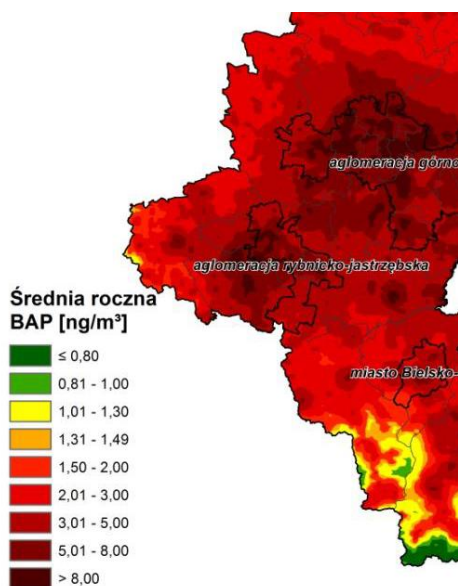 aglomeracja górno
aglomeracja rybnicko-jastrzębska
miasto Bielsko-
Średnia roczna
BAP [ng/m³]
≤ 0,80
0,81 - 1,00
1,01 - 1,30
1,31 - 1,49
1,50 - 2,00
2,01 - 3,00
3,01 - 5,00
5,01 - 8,00
> 8,00